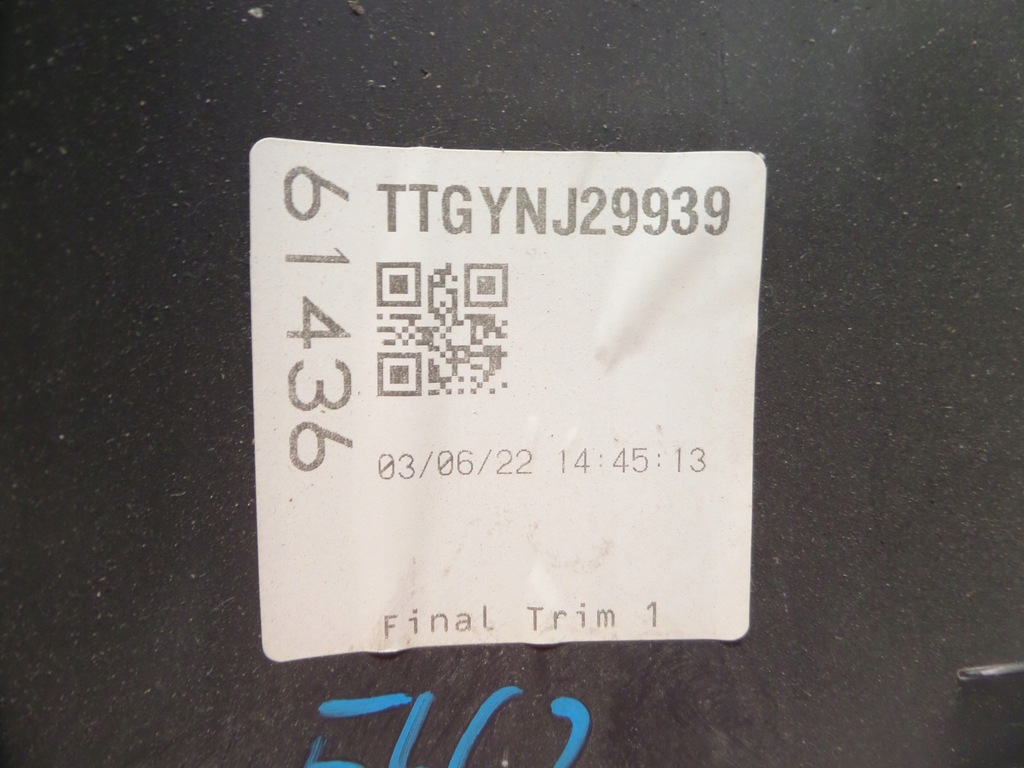 61436
TTGYNJ29939
03/06/22 14:45:13
Final Trim 1